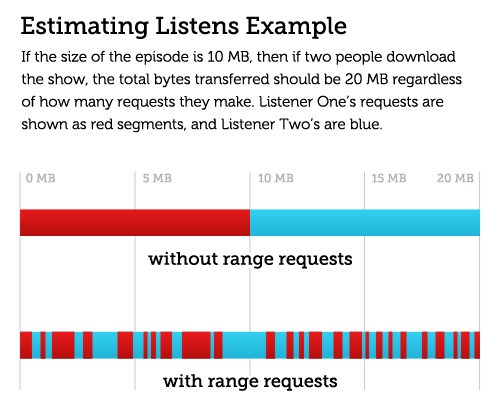 Estimating Listens Example
If the size of the episode is 10 MB, then if two people download
the show, the total bytes transferred should be 20 MB regardless
of how many requests they make. Listener One's requests are
shown as red segments, and Listener Two's are blue.
0 MB 5 MB 10 MB 15 MB 20 MB
without range requests
with range requests